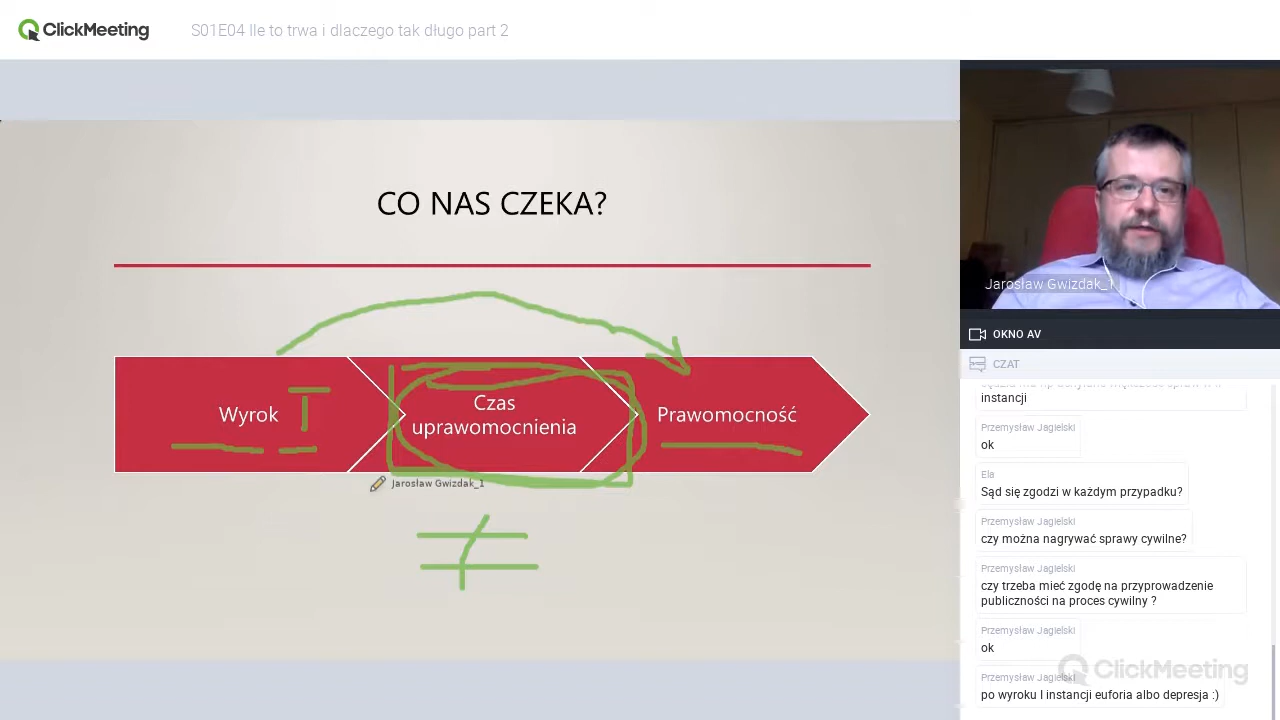 ClickMeeting
S01E04 Ile to trwa i dlaczego tak długo part 2
CO NAS CZEKA?
Wyrok I
Czas
uprawomocnienia
Prawomocność
Jarosław Gwizdak_1
≠
Jarosław Gwizdak_1
OKNO AV
CZAT
instancji
Przemysław Jagielski
ok
Ela
Sąd się zgodzi w każdym przypadku?
Przemysław Jagielski
czy można nagrywać sprawy cywilne?
Przemysław Jagielski
czy trzeba mieć zgodę na przyprowadzenie
publiczności na proces cywilny ?
Przemysław Jagielski
ok
Przemysław Jagielski
po wyroku I instancji euforia albo depresja :)
ClickMeeting